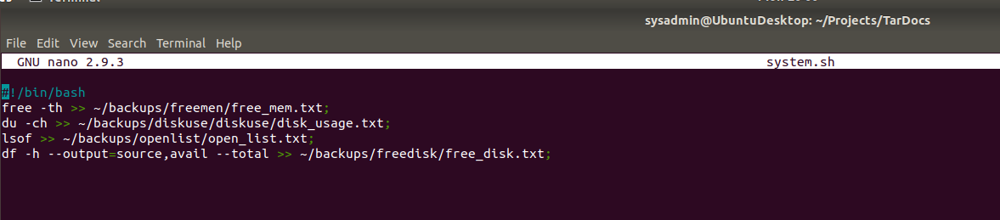 Terminal
sysadmin@UbuntuDesktop: ~/Projects/TarDocs
File Edit View Search Terminal Help
GNU nano 2.9.3 system.sh
#!/bin/bash
free -th >> ~/backups/freemen/free_mem.txt;
du -ch >> ~/backups/diskuse/diskuse/disk_usage.txt;
lsof >> ~/backups/openlist/open_list.txt;
df -h --output=source,avail --total >> ~/backups/freedisk/free_disk.txt;